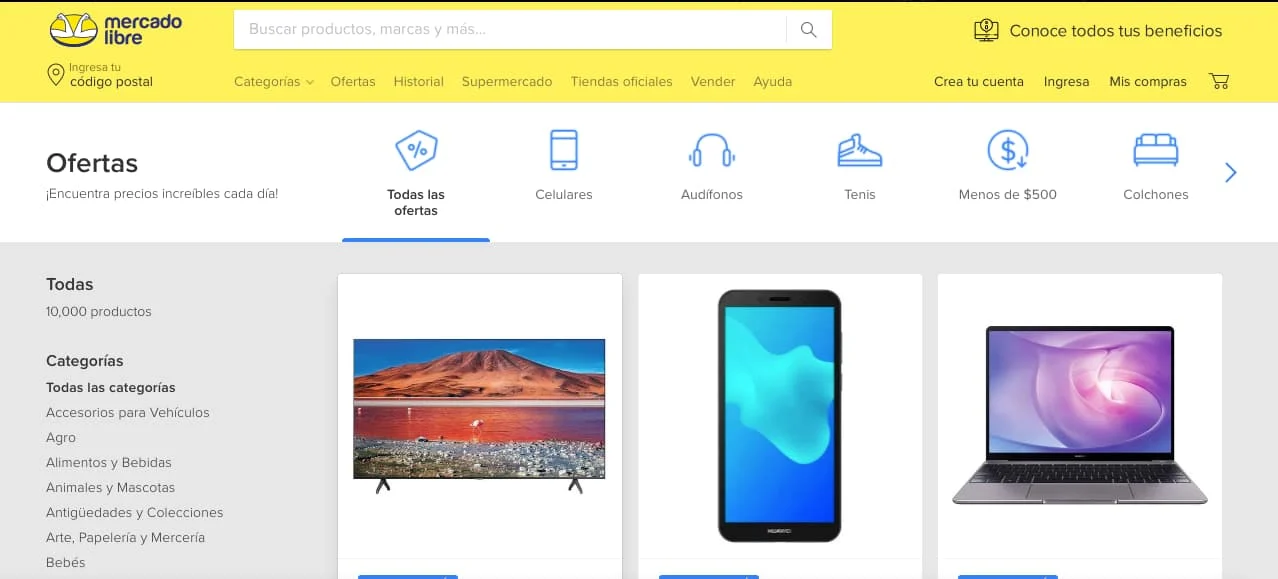 mercado
libre
Buscar productos, marcas y más...
Conoce todos tus beneficios
Ingresa tu
código postal
Categorías
Ofertas
Historial
Supermercado
Tiendas oficiales
Vender
Ayuda
Crea tu cuenta
Ingresa
Mis compras
Ofertas
¡Encuentra precios increíbles cada día!
Todas las
ofertas
Celulares
Audífonos
Tenis
Menos de $500
Colchones
Todas
10,000 productos
Categorías
Todas las categorías
Accesorios para Vehículos
Agro
Alimentos y Bebidas
Animales y Mascotas
Antigüedades y Colecciones
Arte, Papelería y Mercería
Bebés
HUAWEI